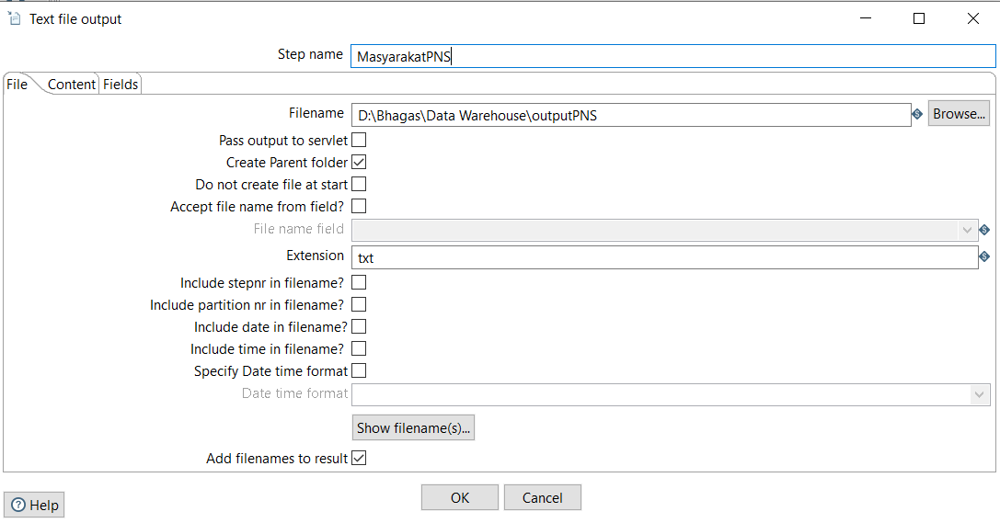 Text file output
Step name MasyarakatPNS
File Content Fields
Filename D:\Bhagas\Data Warehouse\outputPNS Browse...
Pass output to servlet
Create Parent folder
Do not create file at start
Accept file name from field?
File name field
Extension txt
Include stepnr in filename?
Include partition nr in filename?
Include date in filename?
Include time in filename?
Specify Date time format
Date time format
Show filename(s)...
Add filenames to result
OK Cancel
Help